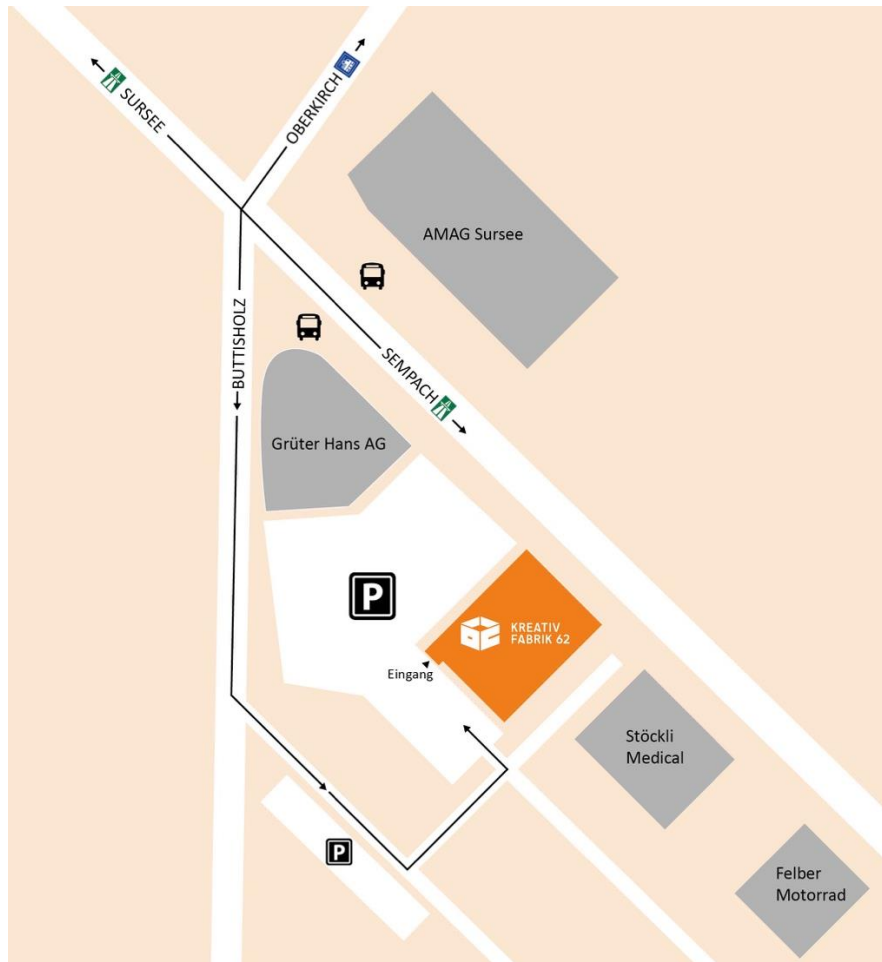 SURSEE
OBERKIRCH
AMAG Sursee
BUTTISHOLZ
SEMPACH
Grüter Hans AG
P
KREATIV
FABRIK 62
Eingang
Stöckli
Medical
P
Felber
Motorrad